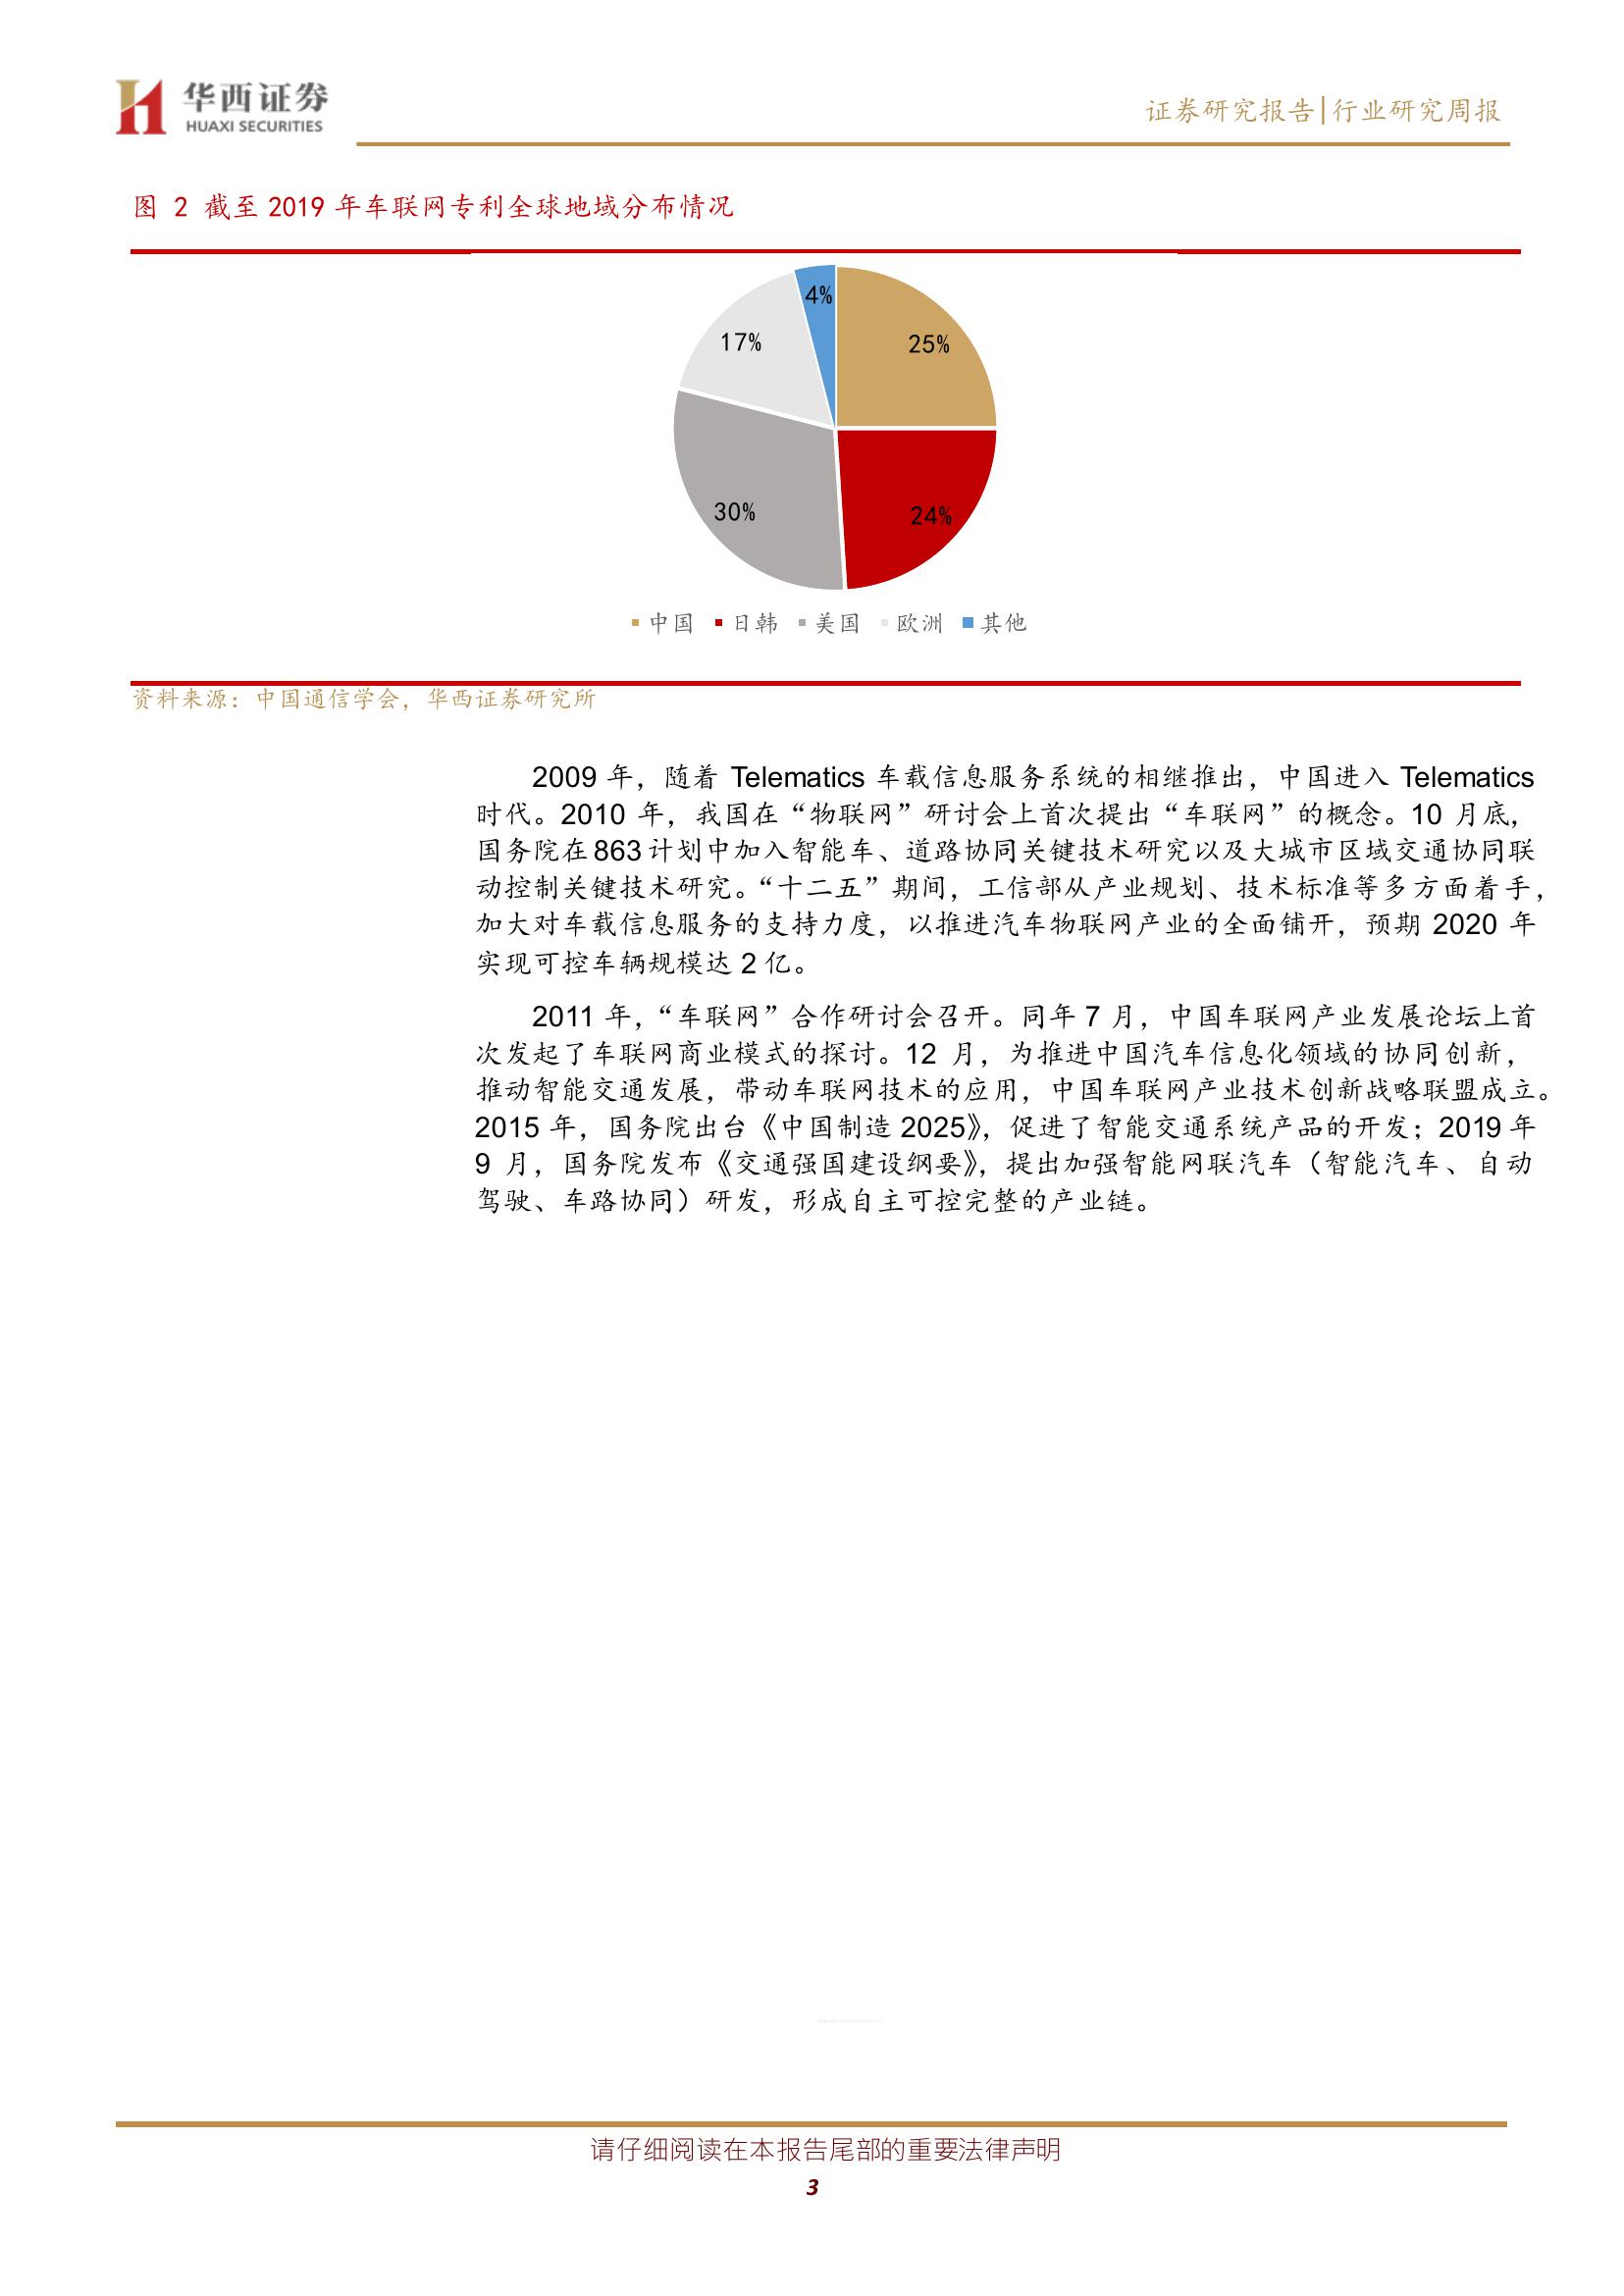 华西证券
HUAXI SECURITIES
证券研究报告|行业研究周报
图 2 截至 2019 年车联网专利全球地域分布情况
4%
17%
25%
30%
24%
中国 日韩 美国 欧洲 其他
资料来源：中国通信学会，华西证券研究所
2009 年，随着 Telematics 车载信息服务系统的相继推出，中国进入 Telematics
时代。2010 年，我国在“物联网”研讨会上首次提出“车联网”的概念。10 月底，
国务院在 863 计划中加入智能车、道路协同关键技术研究以及大城市区域交通协同联
动控制关键技术研究。“十二五”期间，工信部从产业规划、技术标准等多方面着手，
加大对车载信息服务的支持力度，以推进汽车物联网产业的全面铺开，预期 2020 年
实现可控车辆规模达 2 亿。
2011 年，“车联网”合作研讨会召开。同年 7 月，中国车联网产业发展论坛上首
次发起了车联网商业模式的探讨。12 月，为推进中国汽车信息化领域的协同创新，
推动智能交通发展，带动车联网技术的应用，中国车联网产业技术创新战略联盟成立。
2015 年，国务院出台《中国制造 2025》，促进了智能交通系统产品的开发；2019 年
9 月，国务院发布《交通强国建设纲要》，提出加强智能网联汽车（智能汽车、自动
驾驶、车路协同）研发，形成自主可控完整的产业链。
请仔细阅读在本报告尾部的重要法律声明
3